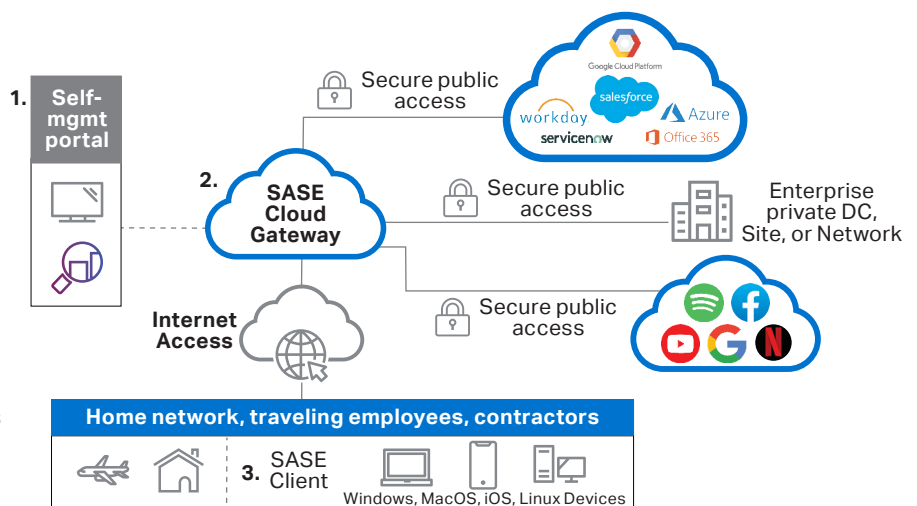 1.
Self-
mgmt
portal
Secure public
access
Google Cloud Platform
salesforce
workday
Azure
servicenow
Office 365
2.
SASE
Cloud
Gateway
Secure public
access
Enterprise
private DC,
Site, or Network
Internet
Access
Secure public
access
f
G
N
Home network, traveling employees, contractors
s
3.
SASE
Client
Windows, MacOS, iOS, Linux Devices